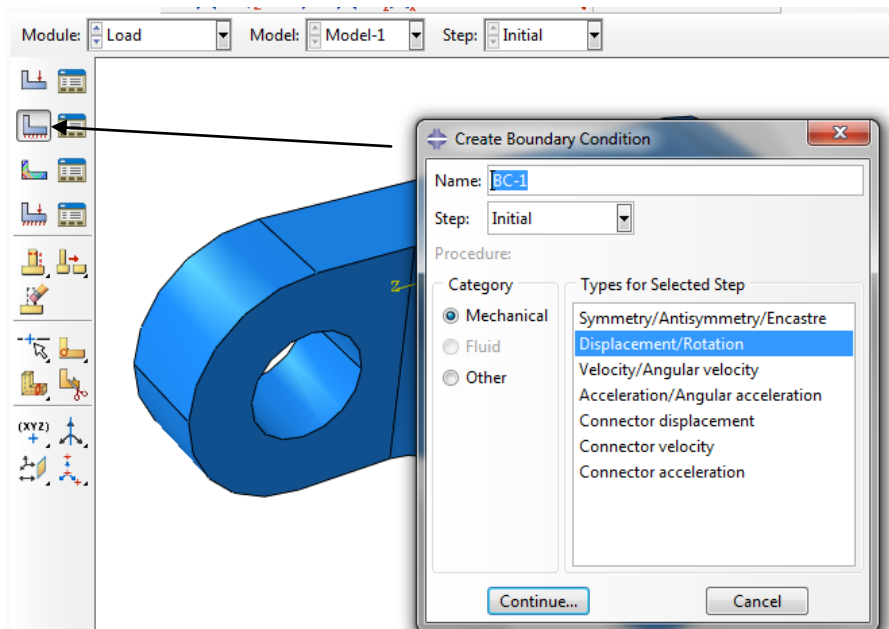 Module: Load Model: Model-1 Step: Initial
Create Boundary Condition
Name: BC-1
Step: Initial
Procedure:
Category
Mechanical
Fluid
Other
Types for Selected Step
Symmetry/Antisymmetry/Encastre
Displacement/Rotation
Velocity/Angular velocity
Acceleration/Angular acceleration
Connector displacement
Connector velocity
Connector acceleration
Z
(XYZ)
Continue... Cancel